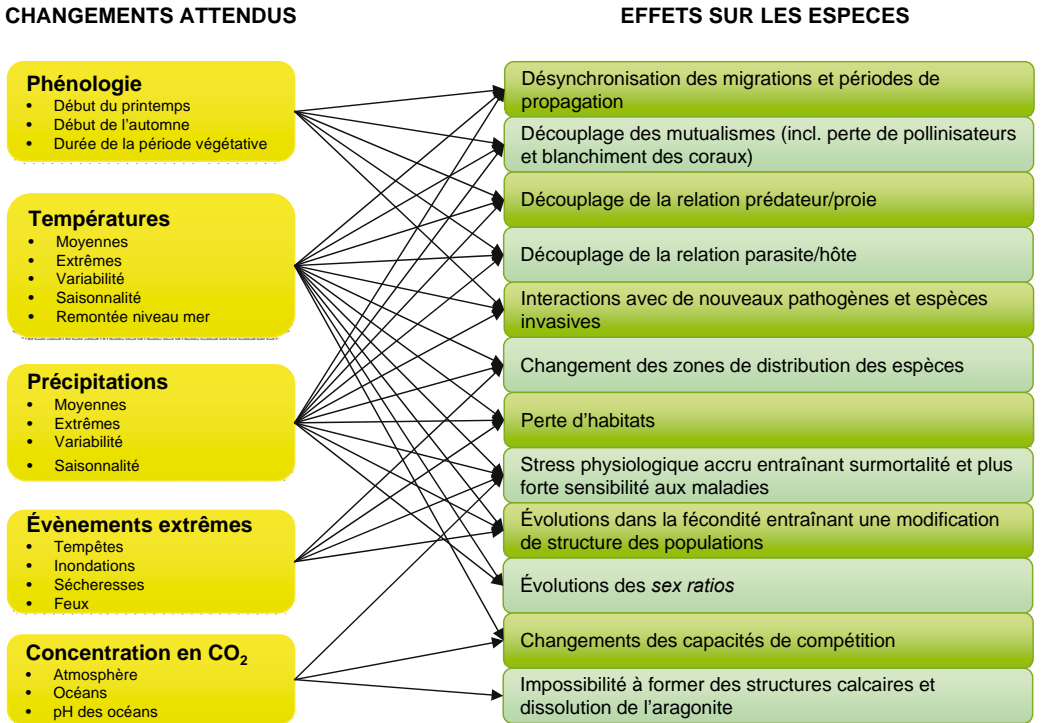 CHANGEMENTS ATTENDUS
EFFETS SUR LES ESPECES
Phénologie
• Début du printemps
• Début de l'automne
• Durée de la période végétative
Températures
• Moyennes
• Extrêmes
• Variabilité
• Saisonnalité
• Remontée niveau mer
Précipitations
• Moyennes
• Extrêmes
• Variabilité
• Saisonnalité
Évènements extrêmes
• Tempêtes
• Inondations
• Sécheresses
• Feux
Concentration en CO₂
• Atmosphère
• Océans
• pH des océans
Désynchronisation des migrations et périodes de
propagation
Découplage des mutualismes (incl. perte de pollinisateurs
et blanchiment des coraux)
Découplage de la relation prédateur/proie
Découplage de la relation parasite/hôte
Interactions avec de nouveaux pathogènes et espèces
invasives
Changement des zones de distribution des espèces
Perte d'habitats
Stress physiologique accru entraînant surmortalité et plus
forte sensibilité aux maladies
Évolutions dans la fécondité entraînant une modification
de structure des populations
Évolutions des sex ratios
Changements des capacités de compétition
Impossibilité à former des structures calcaires et
dissolution de l'aragonite